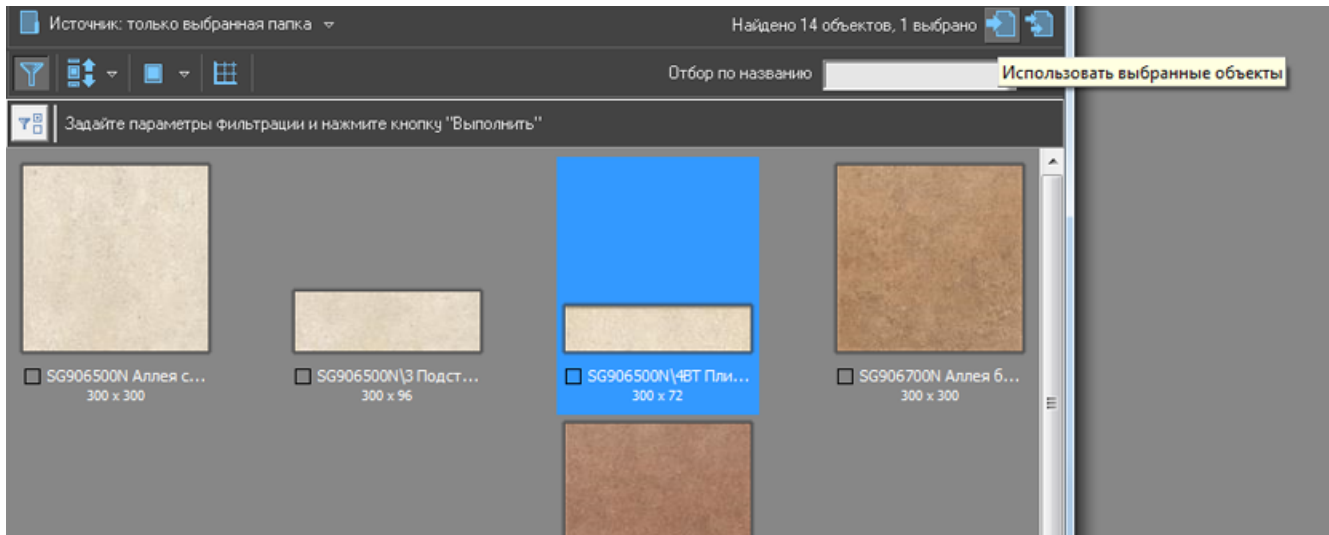 Источник: только выбранная папка
Найдено 14 объектов, 1 выбрано
Отбор по названию
Использовать выбранные объекты
Задайте параметры фильтрации и нажмите кнопку "Выполнить"
SG906500N Аллея с...
300 x 300
SG906500N\3 Подст...
300 x 96
SG906500N\4BT Пли...
300 x 72
SG906700N Аллея б...
300 x 300